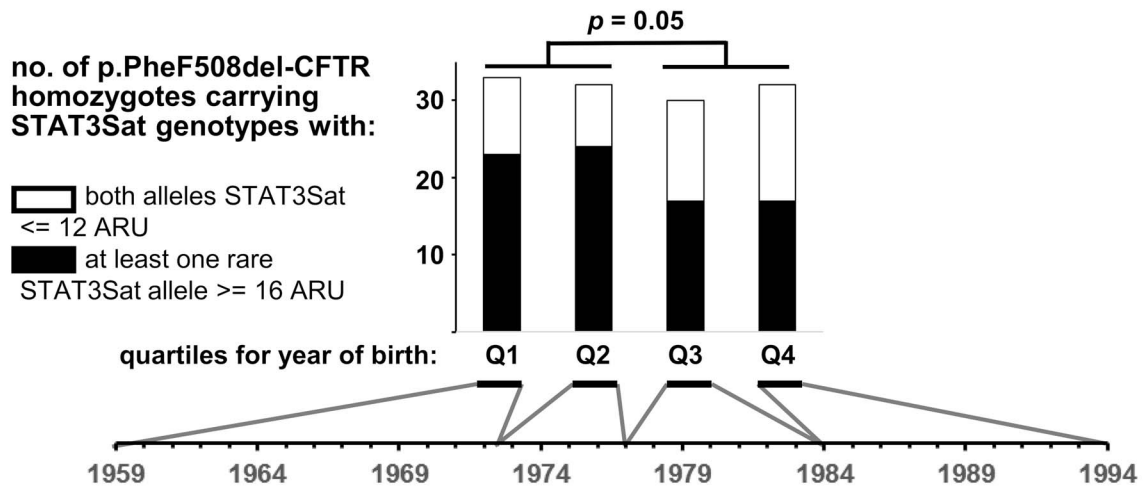 p = 0.05
no. of p.PheF508del-CFTR
homozygotes carrying
STAT3Sat genotypes with:
both alleles STAT3Sat
<= 12 ARU
at least one rare
STAT3Sat allele >= 16 ARU
30
20
10
quartiles for year of birth: Q1 Q2 Q3 Q4
1959 1964 1969 1974 1979 1984 1989 1994